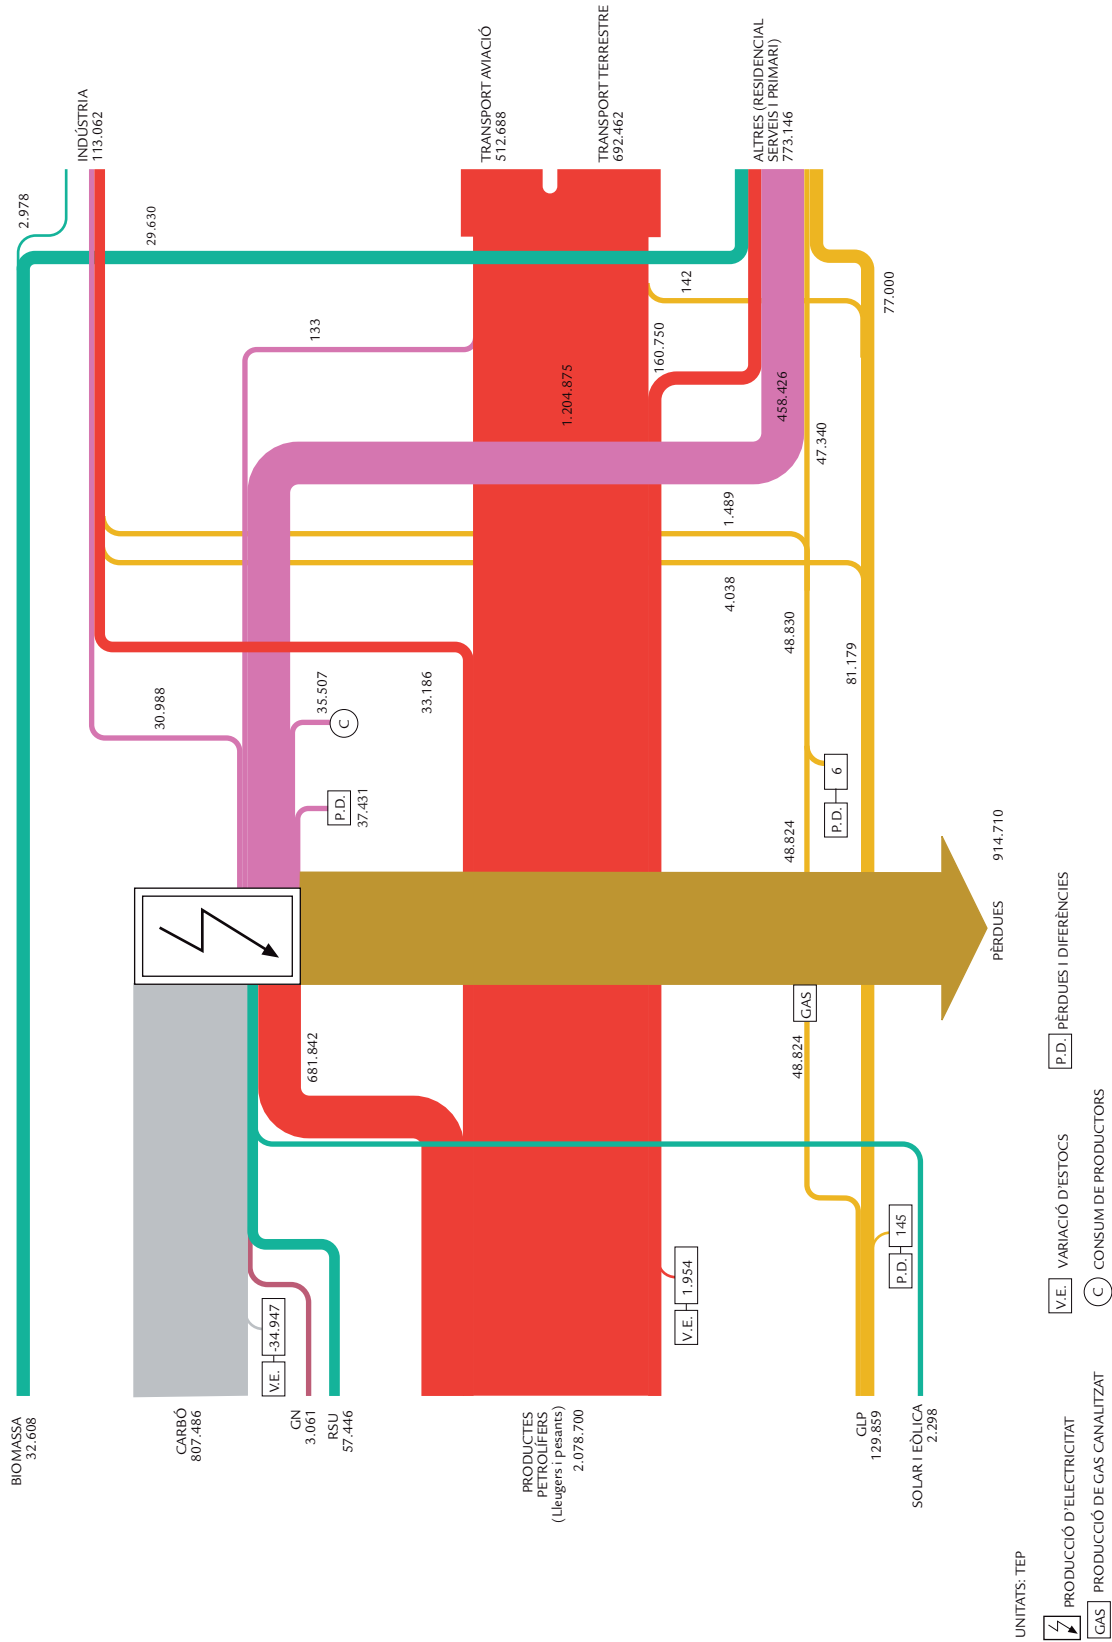 BIOMASSA
32.608
CARBÓ
807.486
GN
3.061
RSU
57.446
PRODUCTES
PETROLÍFERS
(Lleugers i pesants)
2.078.700
GLP
129.859
SOLAR I EÒLICA
2.298
V.E.
-34.947
V.E.
1.954
P.D.
145
681.842
48.824
GAS
PÈRDUES
914.710
48.824
P.D.
6
P.D.
37.431
35.507
C
30.988
33.186
48.830
81.179
4.038
1.489
47.340
458.426
1.204.875
160.750
133
142
77.000
29.630
2.978
INDÚSTRIA
113.062
TRANSPORT AVIACIÓ
512.688
TRANSPORT TERRESTRE
692.462
ALTRES (RESIDENCIAL
SERVEIS I PRIMARI)
773.146
UNITATS: TEP
PRODUCCIÓ D'ELECTRICITAT
GAS PRODUCCIÓ DE GAS CANALITZAT
V.E. VARIACIÓ D'ESTOCS
C CONSUM DE PRODUCTORS
P.D. PÈRDUES I DIFERÈNCIES